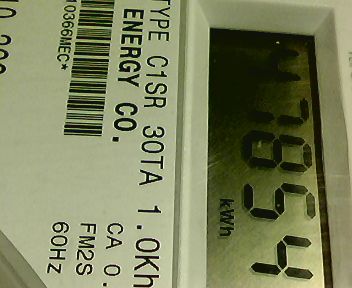 47854
kWh
TYPE C1SR 30TA 1.0Kh
ENERGY CO.
CA 0.
FM2S
60Hz
10366MEC*